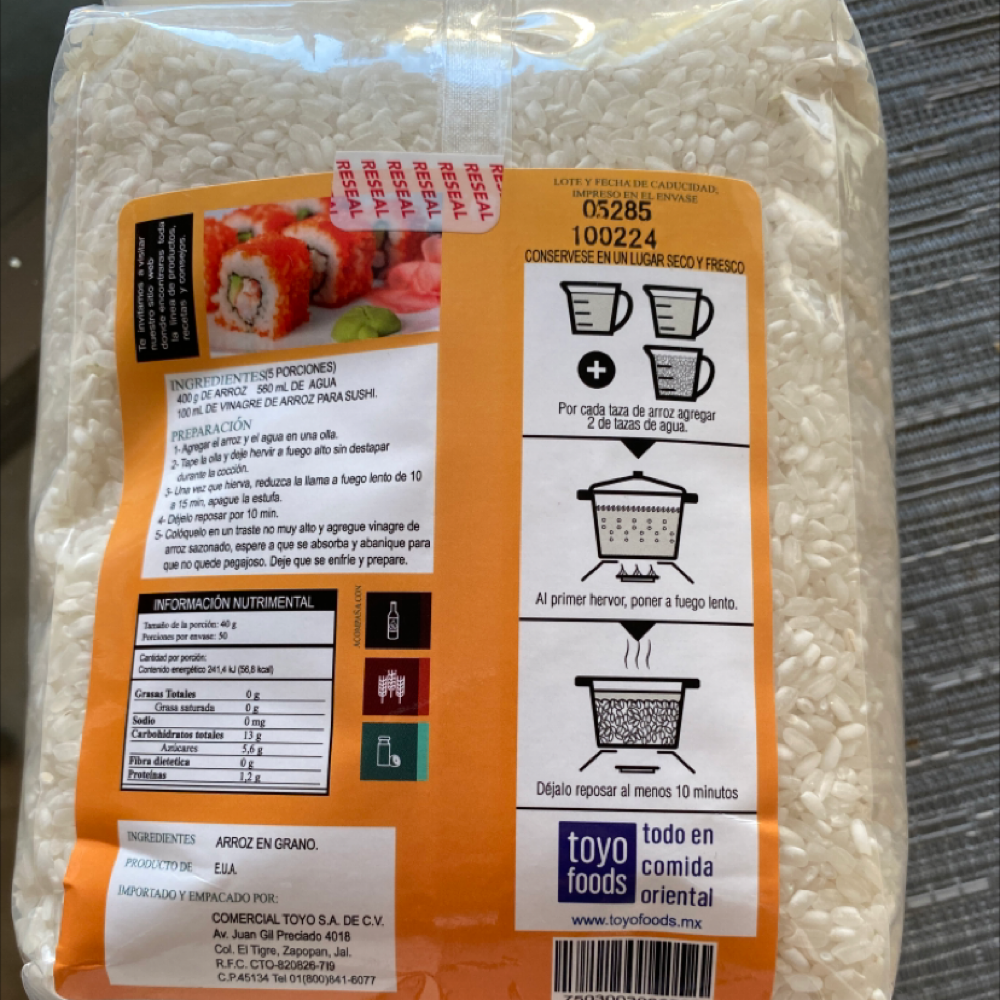 RESEAL RESEAL RESEAL RESEAL RESEAL RESEAL RE
Te invitamos a visitar
nuestro sitio web
donde encontraras toda
la linea de productos,
recetas y consejos.
INGREDIENTES(5 PORCIONES)
400 g DE ARROZ 560 mL DE AGUA
100 mL DE VINAGRE DE ARROZ PARA SUSHI.
PREPARACIÓN
1- Agregar el arroz y el agua en una olla.
2- Tape la olla y deje hervir a fuego alto sin destapar
durante la cocción.
3- Una vez que hierva, reduzca la llama a fuego lento de 10
a 15 min, apague la estufa.
4- Déjelo reposar por 10 min.
5- Colóquelo en un traste no muy alto y agregue vinagre de
arroz sazonado, espere a que se absorba y abanique para
que no quede pegajoso. Deje que se enfríe y prepare.
INFORMACIÓN NUTRIMENTAL
Tamaño de la porción: 40 g
Porciones por envase: 50
Cantidad por porción:
Contenido energético 241,4 kJ (56,8 kcal)
Grasas Totales 0 g
Grasa saturada 0 g
Sodio 0 mg
Carbohidratos totales 13 g
Azúcares 5,6 g
Fibra dietetica 0 g
Proteínas 1,2 g
ACOMPAÑA CON
INGREDIENTES ARROZ EN GRANO.
PRODUCTO DE E.U.A.
IMPORTADO Y EMPACADO POR:
COMERCIAL TOYO S.A. DE C.V.
Av. Juan Gil Preciado 4018
Col. El Tigre, Zapopan, Jal.
R.F.C. CTO-820826-719
C.P.45134 Tel 01(800)841-6077
LOTE Y FECHA DE CADUCIDAD,
IMPRESO EN EL ENVASE
05285
100224
CONSERVESE EN UN LUGAR SECO Y FRESCO
+
Por cada taza de arroz agregar
2 de tazas de agua.
Al primer hervor, poner a fuego lento.
Déjalo reposar al menos 10 minutos
toyo
foods
todo en
comida
oriental
www.toyofoods.mx